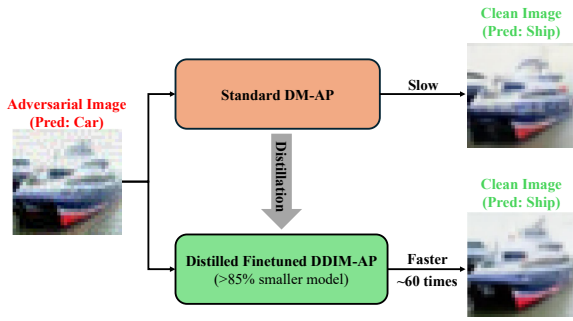 Clean Image
(Pred: Ship)
Adversarial Image
(Pred: Car)
Standard DM-AP
Slow
Distillation
Clean Image
(Pred: Ship)
Distilled Finetuned DDIM-AP
(>85% smaller model)
Faster
~60 times